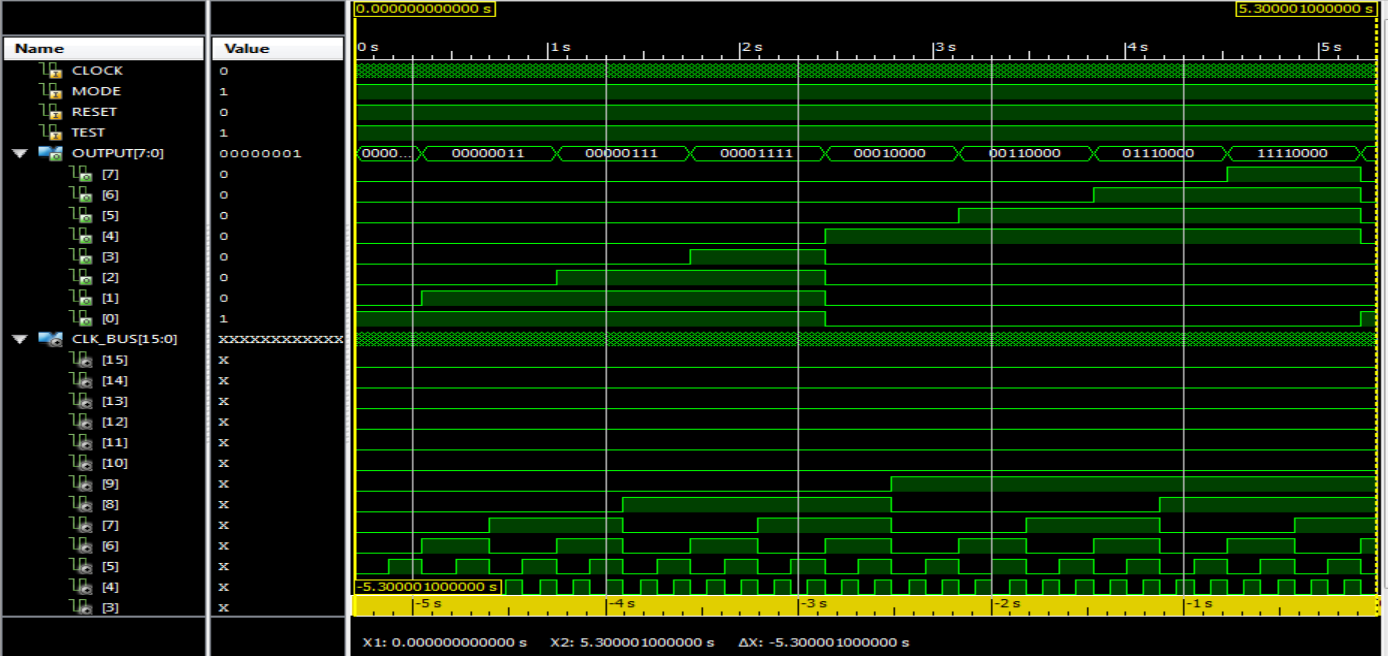 0.000000000000 s 5.300001000000 s
Name Value 0 s 1 s 2 s 3 s 4 s 5 s
CLOCK 0
MODE 1
RESET 0
TEST 1
OUTPUT[7:0] 00000001 0000... 00000011 00000111 00001111 00010000 00110000 01110000 11110000
[7] 0
[6] 0
[5] 0
[4] 0
[3] 0
[2] 0
[1] 0
[0] 1
CLK_BUS[15:0] XXXXXXXXXXXX
[15] X
[14] X
[13] X
[12] X
[11] X
[10] X
[9] X
[8] X
[7] X
[6] X
[5] X
[4] X -5.300001000000 s
[3] X -5 s -4 s -3 s -2 s -1 s
X1: 0.000000000000 s X2: 5.300001000000 s ΔX: -5.300001000000 s